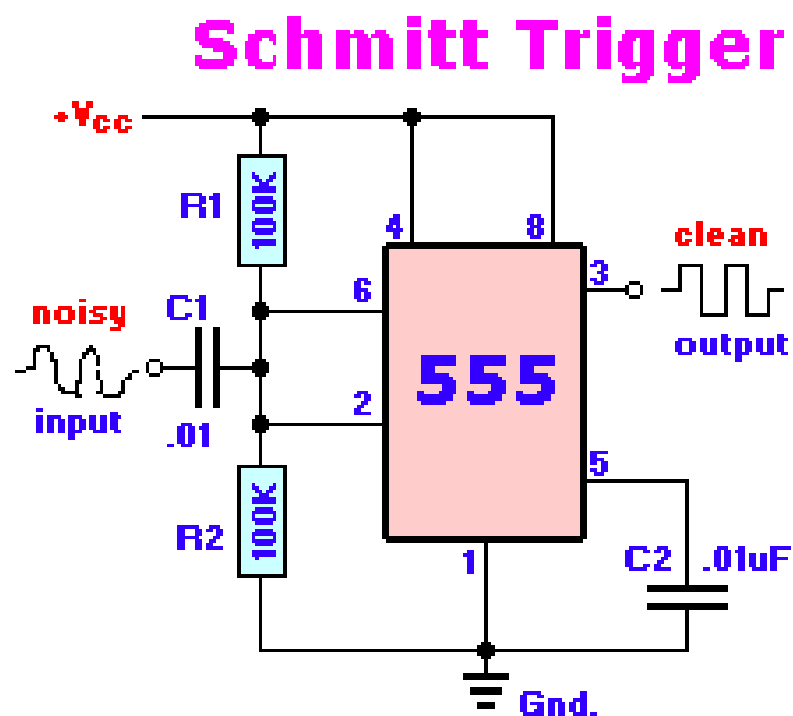 Schmitt Trigger
+Vcc
R1
100K
4
8
clean
3
6
noisy
C1
output
555
2
input
.01
5
R2
100K
1
C2
.01uF
Gnd.